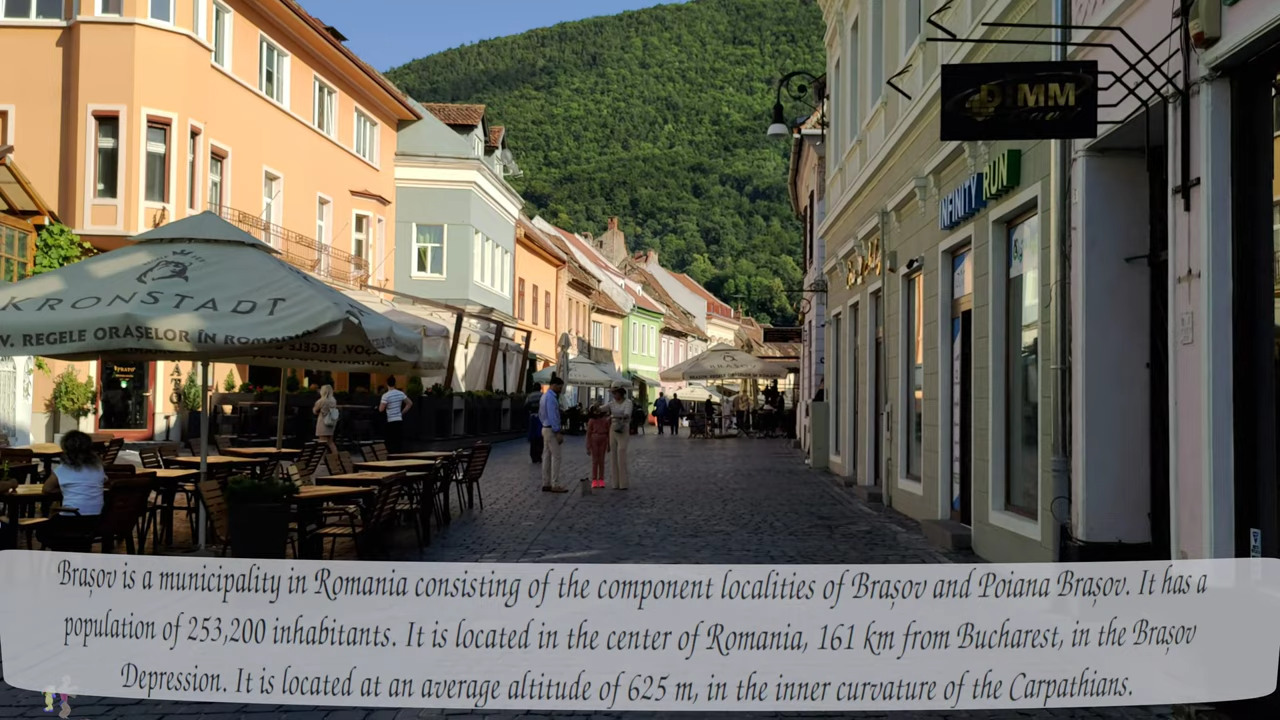 DIMM
INFINITY RUN
KRONSTADT
V. REGELE ORAȘELOR ÎN
Brașov is a municipality in Romania consisting of the component localities of Brașov and Poiana Brașov. It has a
population of 253,200 inhabitants. It is located in the center of Romania, 161 km from Bucharest, in the Brașov
Depression. It is located at an average altitude of 625 m, in the inner curvature of the Carpathians.